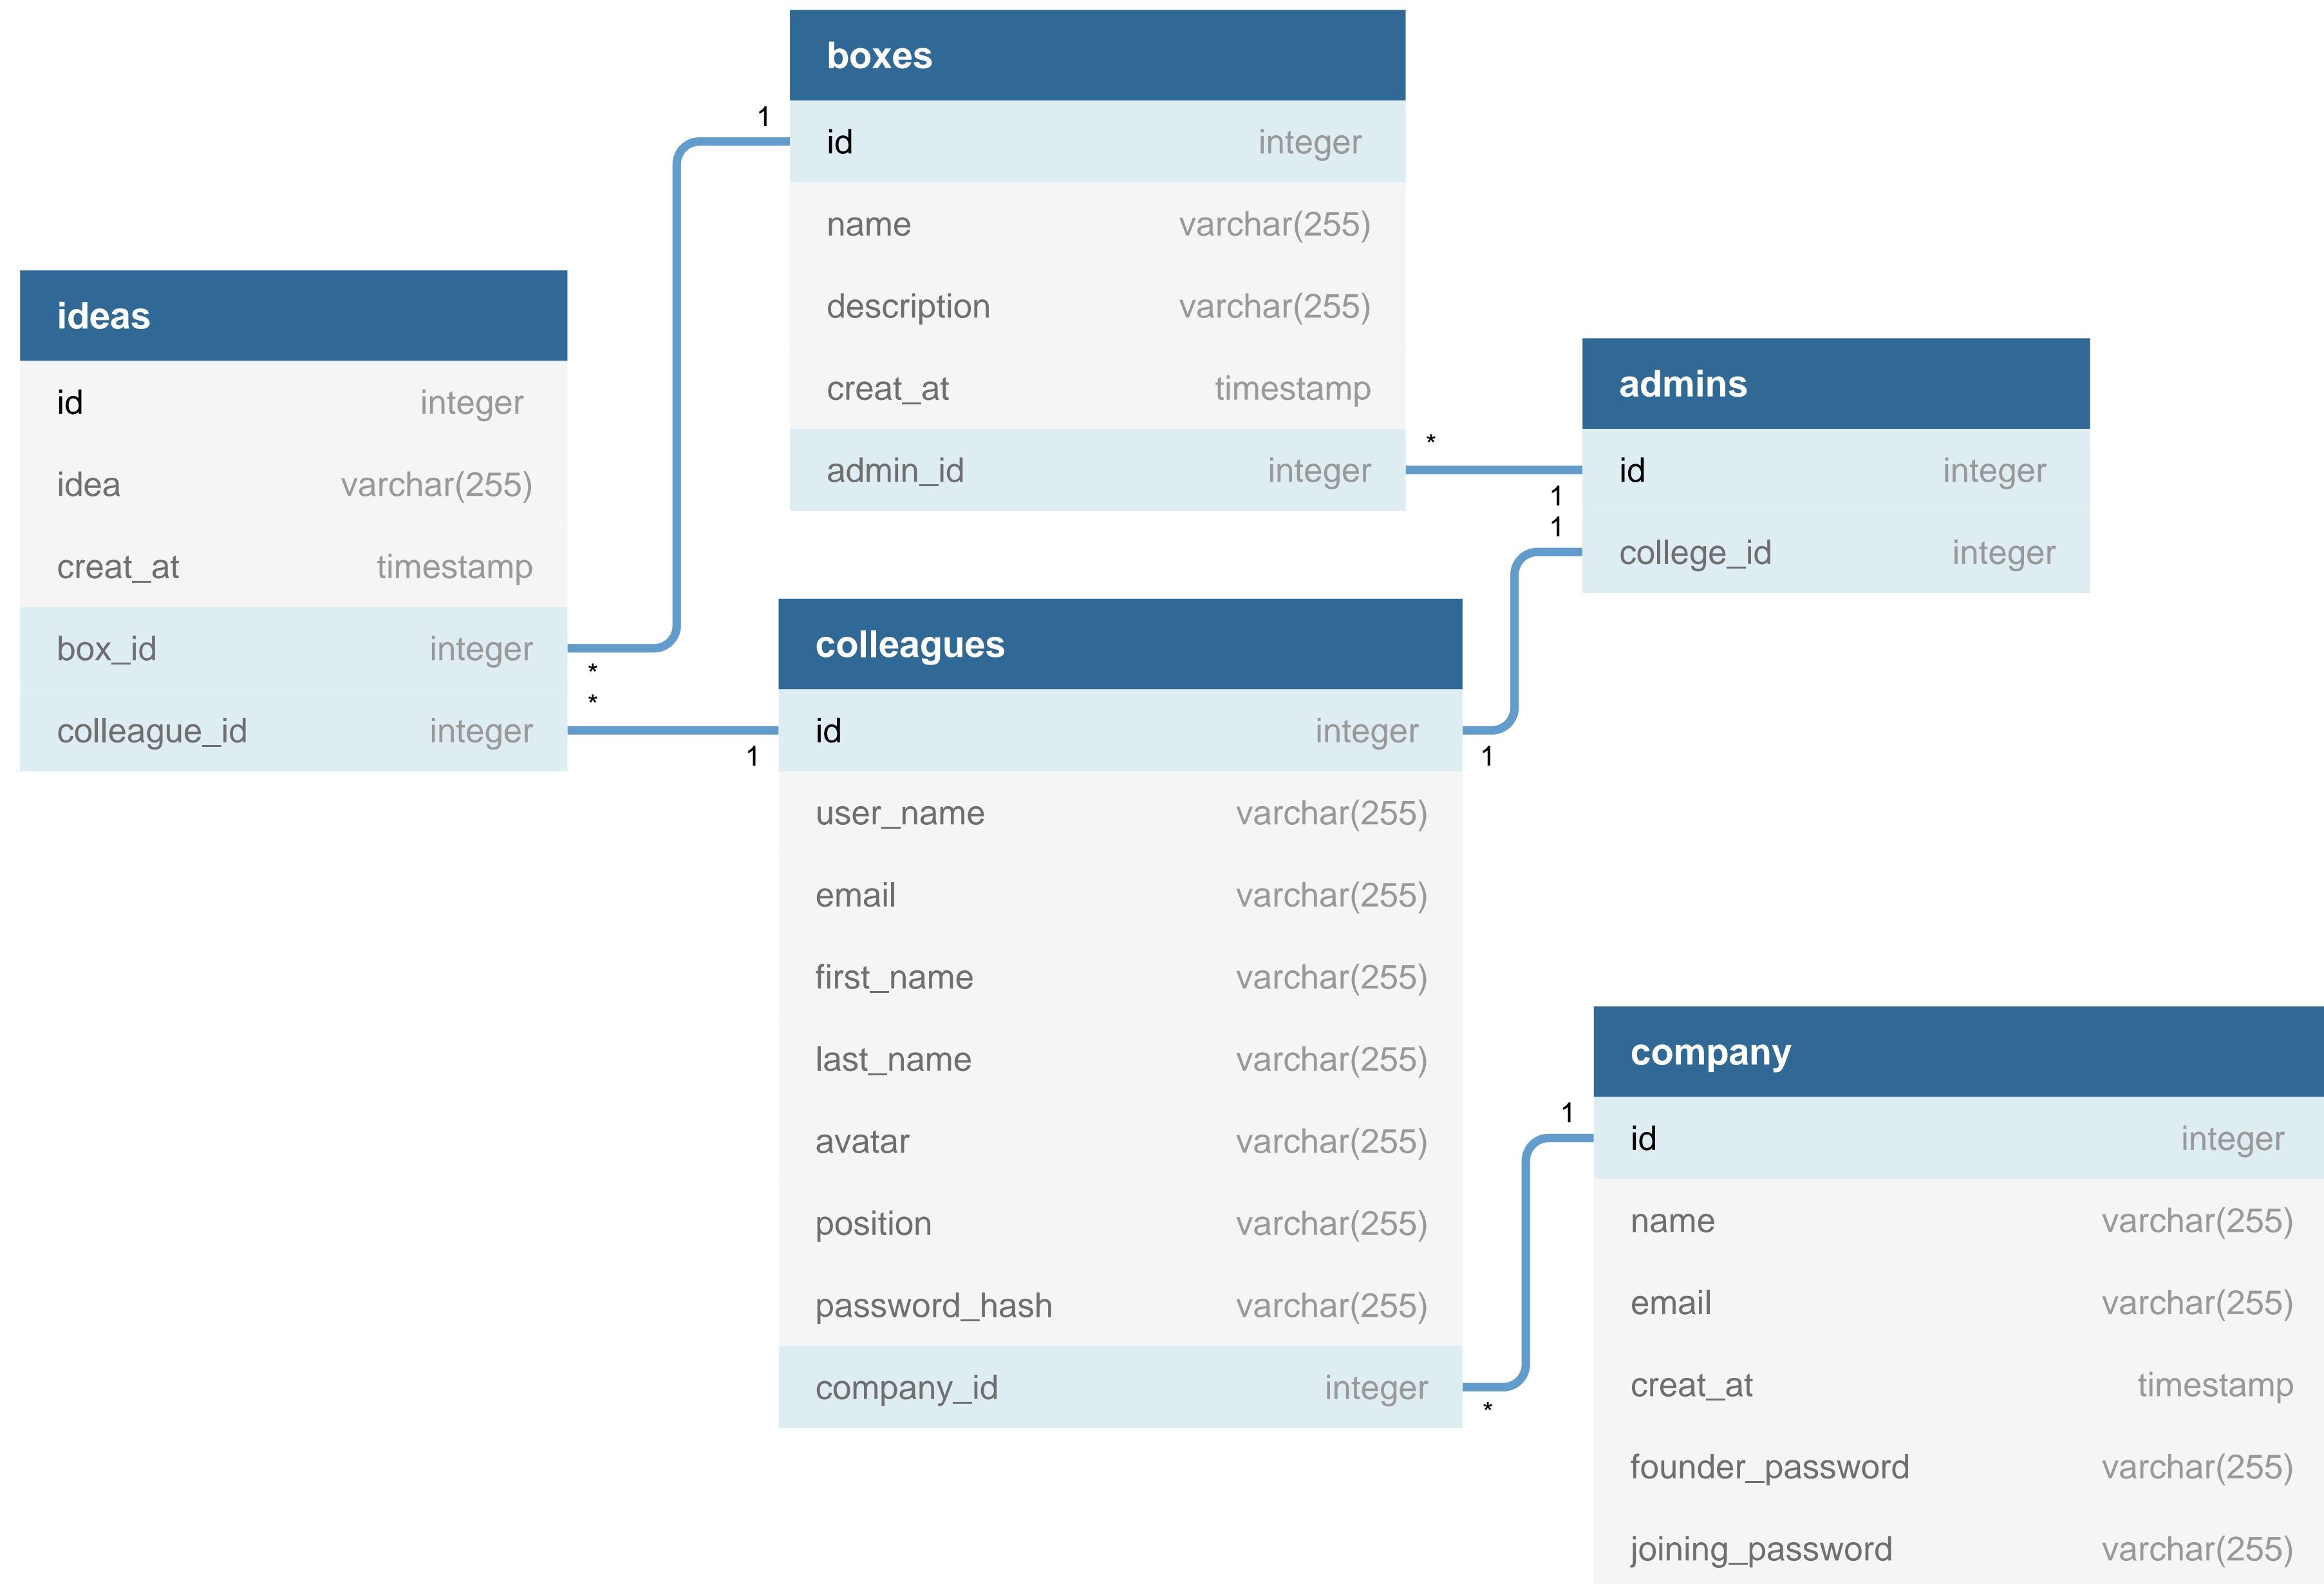 boxes
1
id integer
name varchar(255)
description varchar(255)
creat_at timestamp
admin_id integer
*
ideas
id integer
idea varchar(255)
creat_at timestamp
box_id integer
*
*
colleague_id integer
1
admins
id integer
1
1
college_id integer
colleagues
id integer
1
user_name varchar(255)
email varchar(255)
first_name varchar(255)
last_name varchar(255)
avatar varchar(255)
position varchar(255)
password_hash varchar(255)
company_id integer
*
company
1
id integer
name varchar(255)
email varchar(255)
creat_at timestamp
founder_password varchar(255)
joining_password varchar(255)